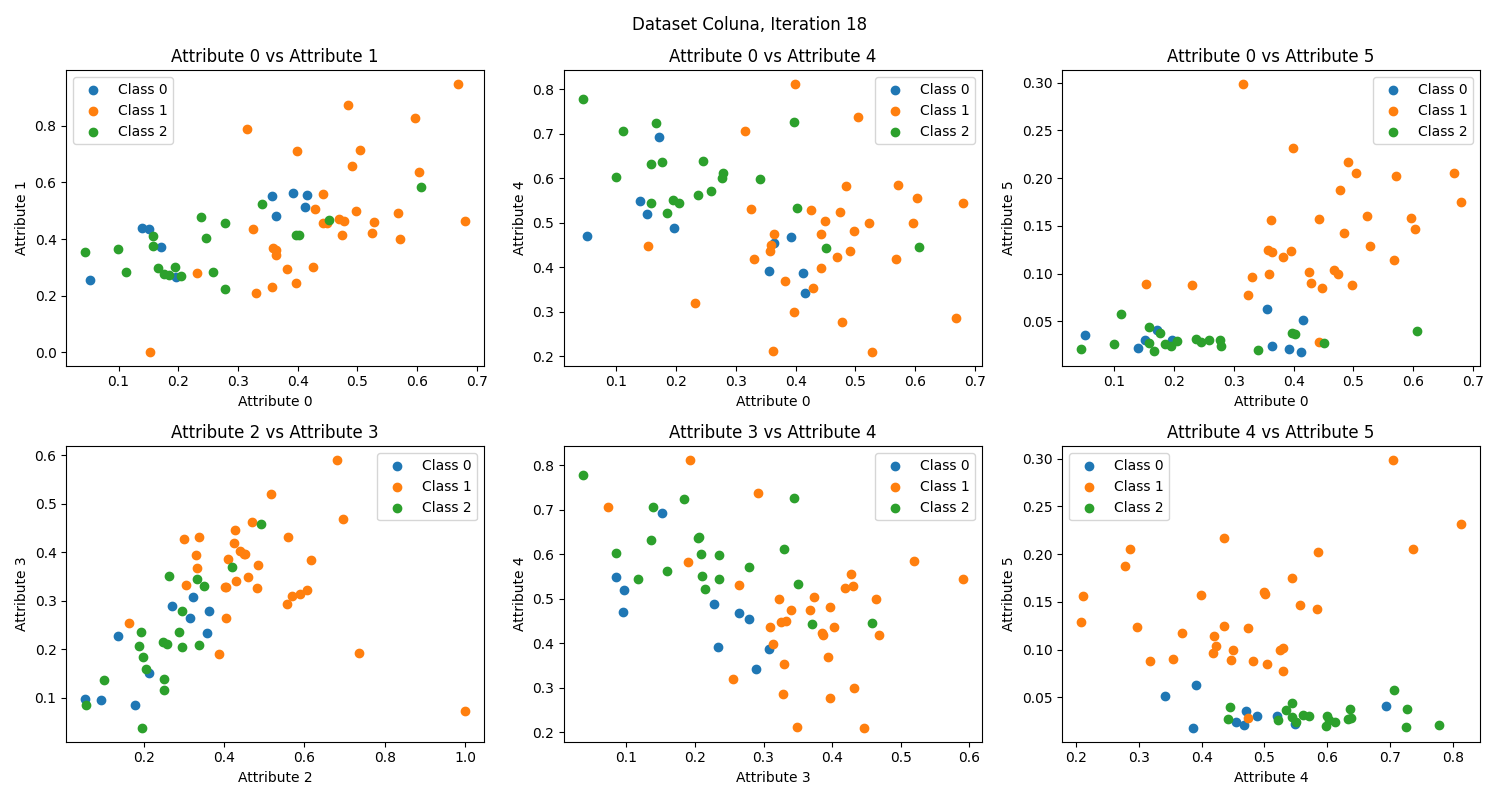 Dataset Coluna, Iteration 18
Attribute 0 vs Attribute 1
Class 0
Class 1
Class 2
0.8
0.6
0.4
0.2
0.0
Attribute 1
0.1 0.2 0.3 0.4 0.5 0.6 0.7
Attribute 0
Attribute 0 vs Attribute 4
Class 0
Class 1
Class 2
0.8
0.7
0.6
0.5
0.4
0.3
0.2
Attribute 4
0.1 0.2 0.3 0.4 0.5 0.6 0.7
Attribute 0
Attribute 0 vs Attribute 5
Class 0
Class 1
Class 2
0.30
0.25
0.20
0.15
0.10
0.05
Attribute 5
0.1 0.2 0.3 0.4 0.5 0.6 0.7
Attribute 0
Attribute 2 vs Attribute 3
Class 0
Class 1
Class 2
0.6
0.5
0.4
0.3
0.2
0.1
Attribute 3
0.2 0.4 0.6 0.8 1.0
Attribute 2
Attribute 3 vs Attribute 4
Class 0
Class 1
Class 2
0.8
0.7
0.6
0.5
0.4
0.3
0.2
Attribute 4
0.1 0.2 0.3 0.4 0.5 0.6
Attribute 3
Attribute 4 vs Attribute 5
Class 0
Class 1
Class 2
0.30
0.25
0.20
0.15
0.10
0.05
Attribute 5
0.2 0.3 0.4 0.5 0.6 0.7 0.8
Attribute 4